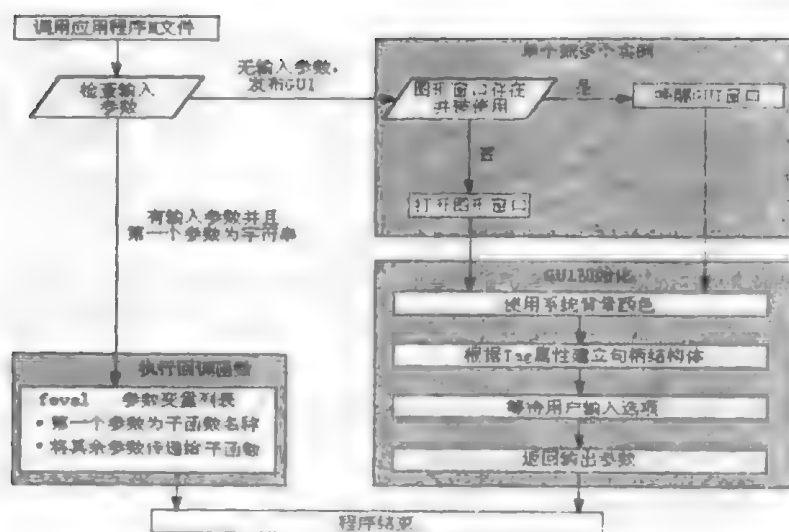 调用应用程序M文件
检查输入
参数
无输入参数，
发布GUI
单个或多个实例
图形窗口存在
并被使用
是
唤醒GUI窗口
否
打开图形窗口
有输入参数并且
第一个参数为字符串
GUI初始化
使用系统背景颜色
根据Tag属性建立句柄结构体
等待用户输入选项
返回输出参数
执行回调函数
feval 参数变量列表
• 第一个参数为子函数名称
• 将其余参数传递给子函数
程序结束